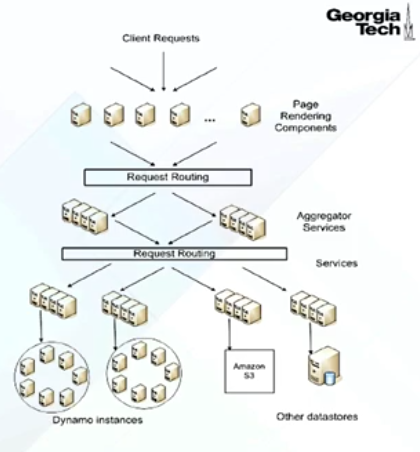 Georgia
Tech
Client Requests
Page
Rendering
Components
...
Request Routing
Aggregator
Services
Request Routing
Services
Amazon
S3
Dynamo instances
Other datastores